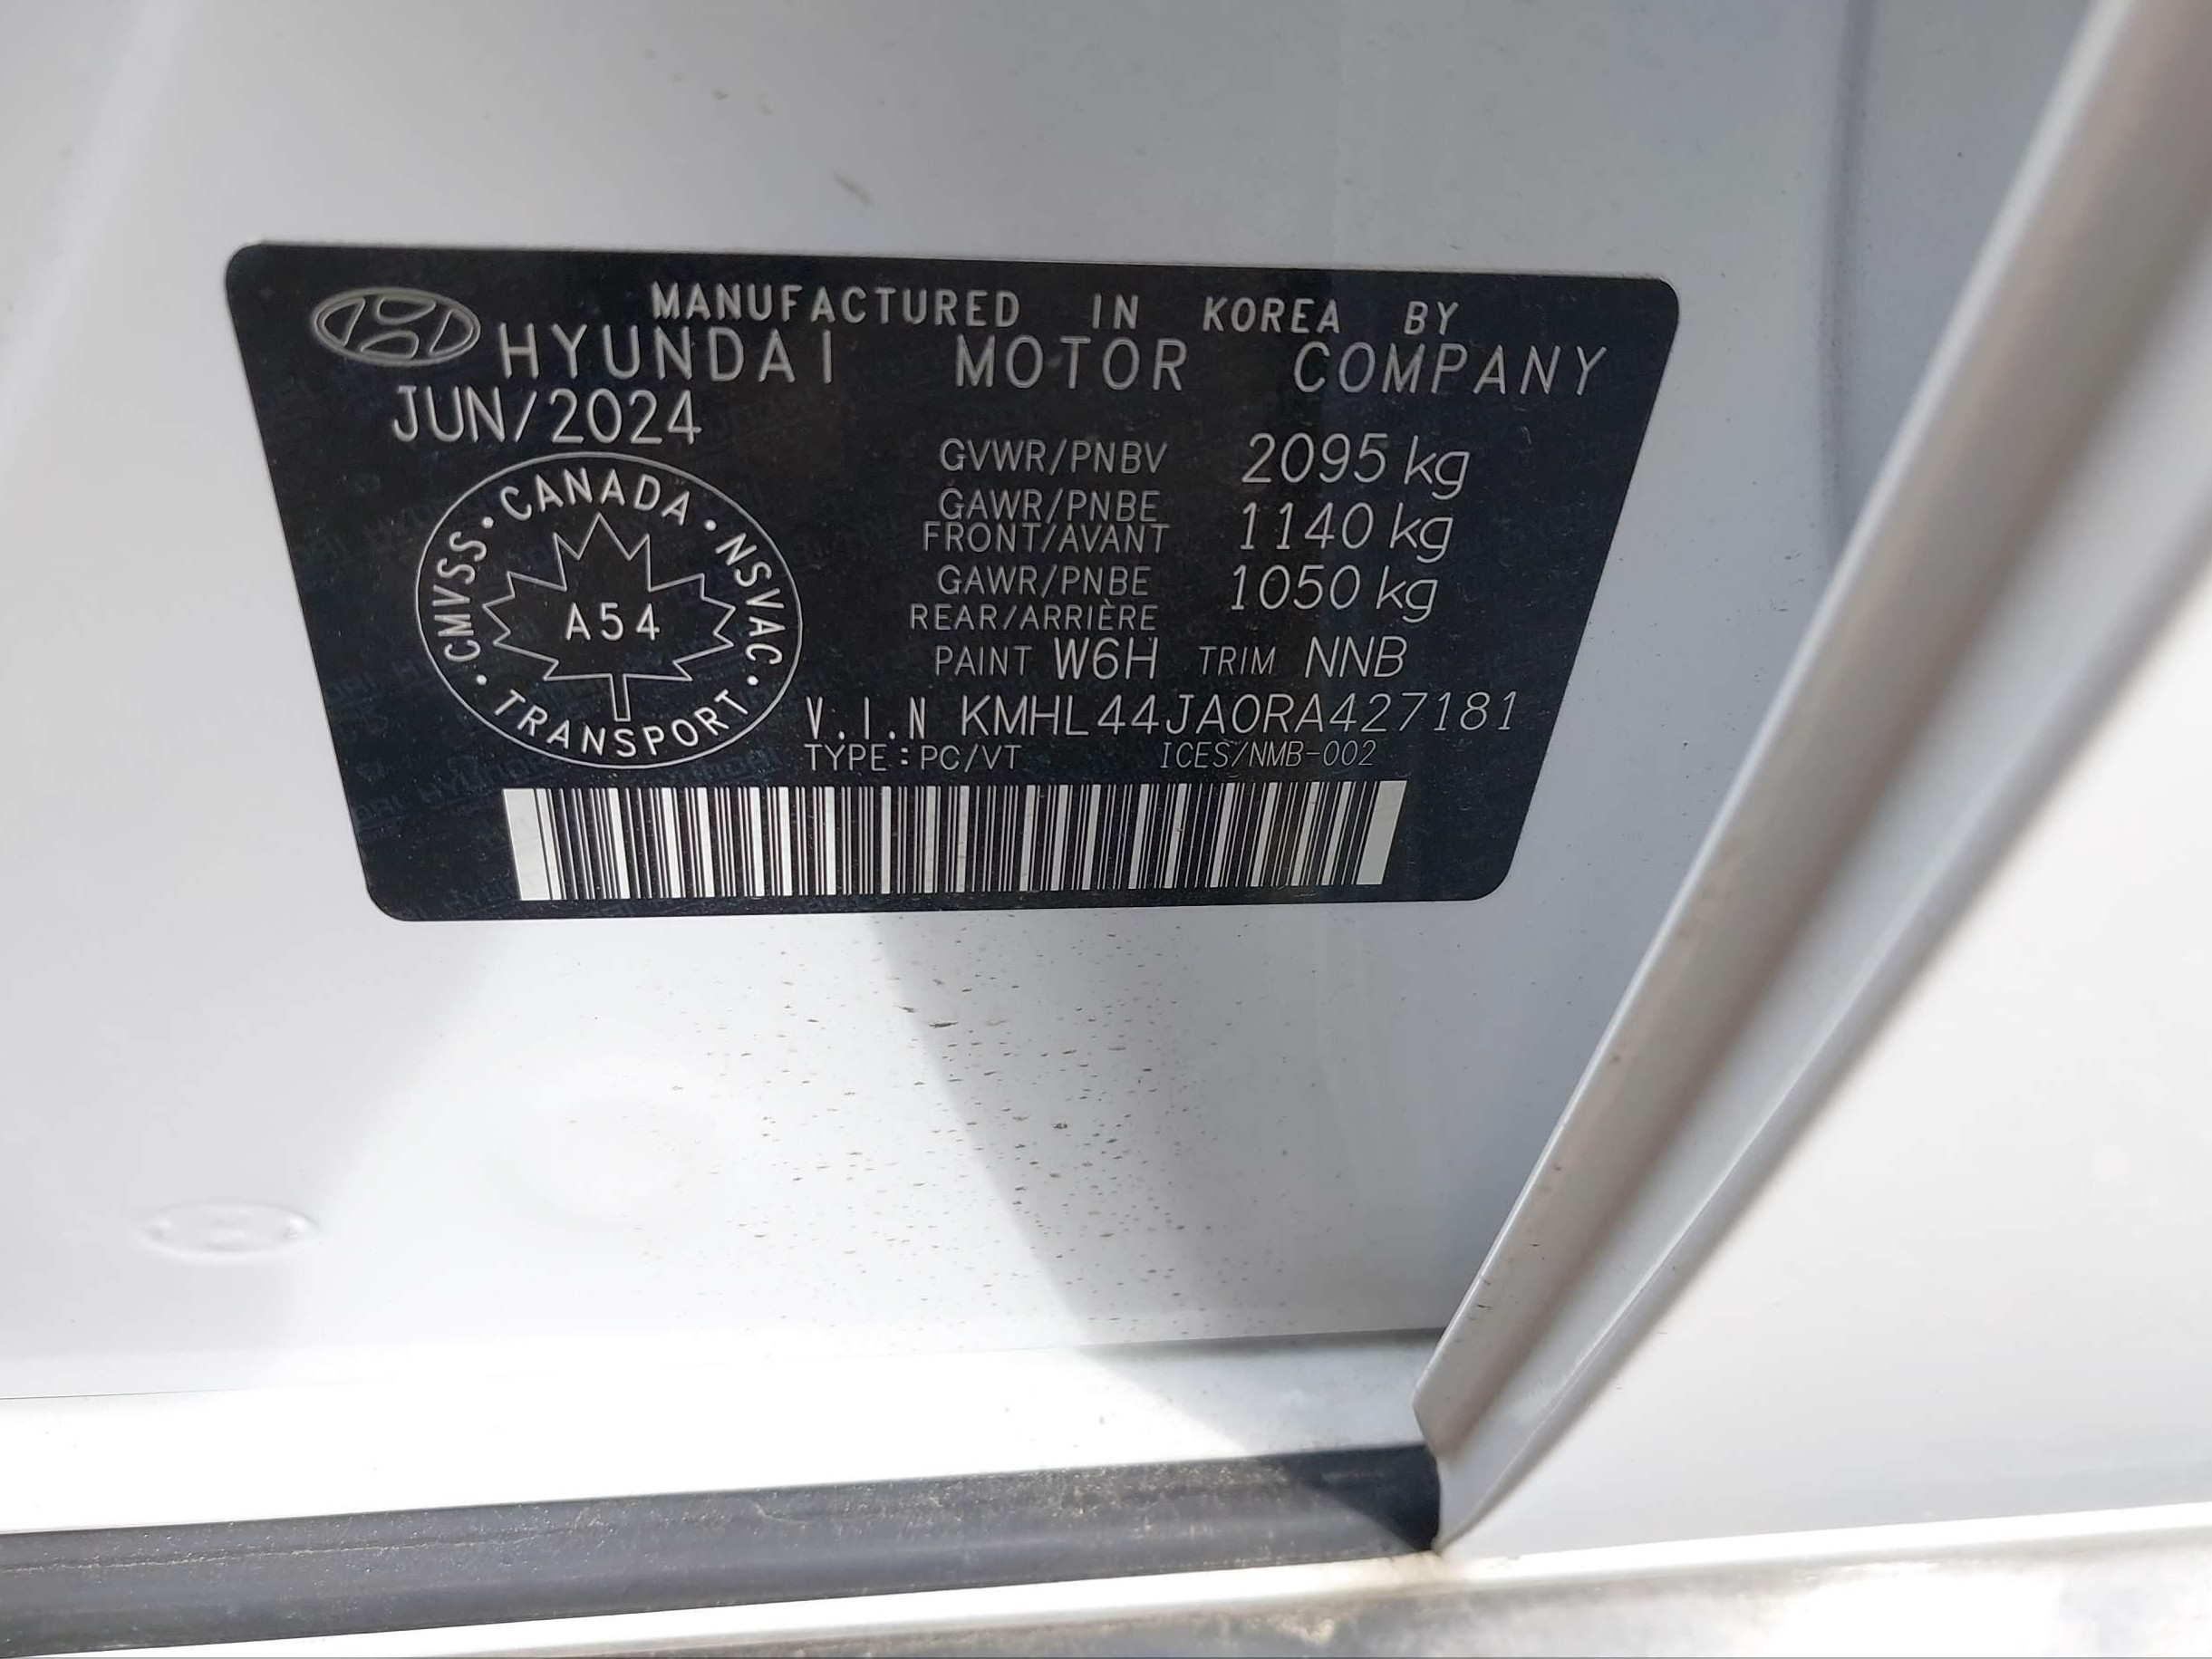 MANUFACTURED IN KOREA BY
HYUNDAI MOTOR COMPANY
JUN/2024
CANADA
CMVSS
NSVAC
A54
TRANSPORT
GVWR/PNBV 2095 kg
GAWR/PNBE
FRONT/AVANT 1140 kg
GAWR/PNBE
REAR/ARRIÈRE 1050 kg
PAINT W6H TRIM NNB
V.I.N KMHL44JA0RA427181
TYPE:PC/VT ICES/NMB-002